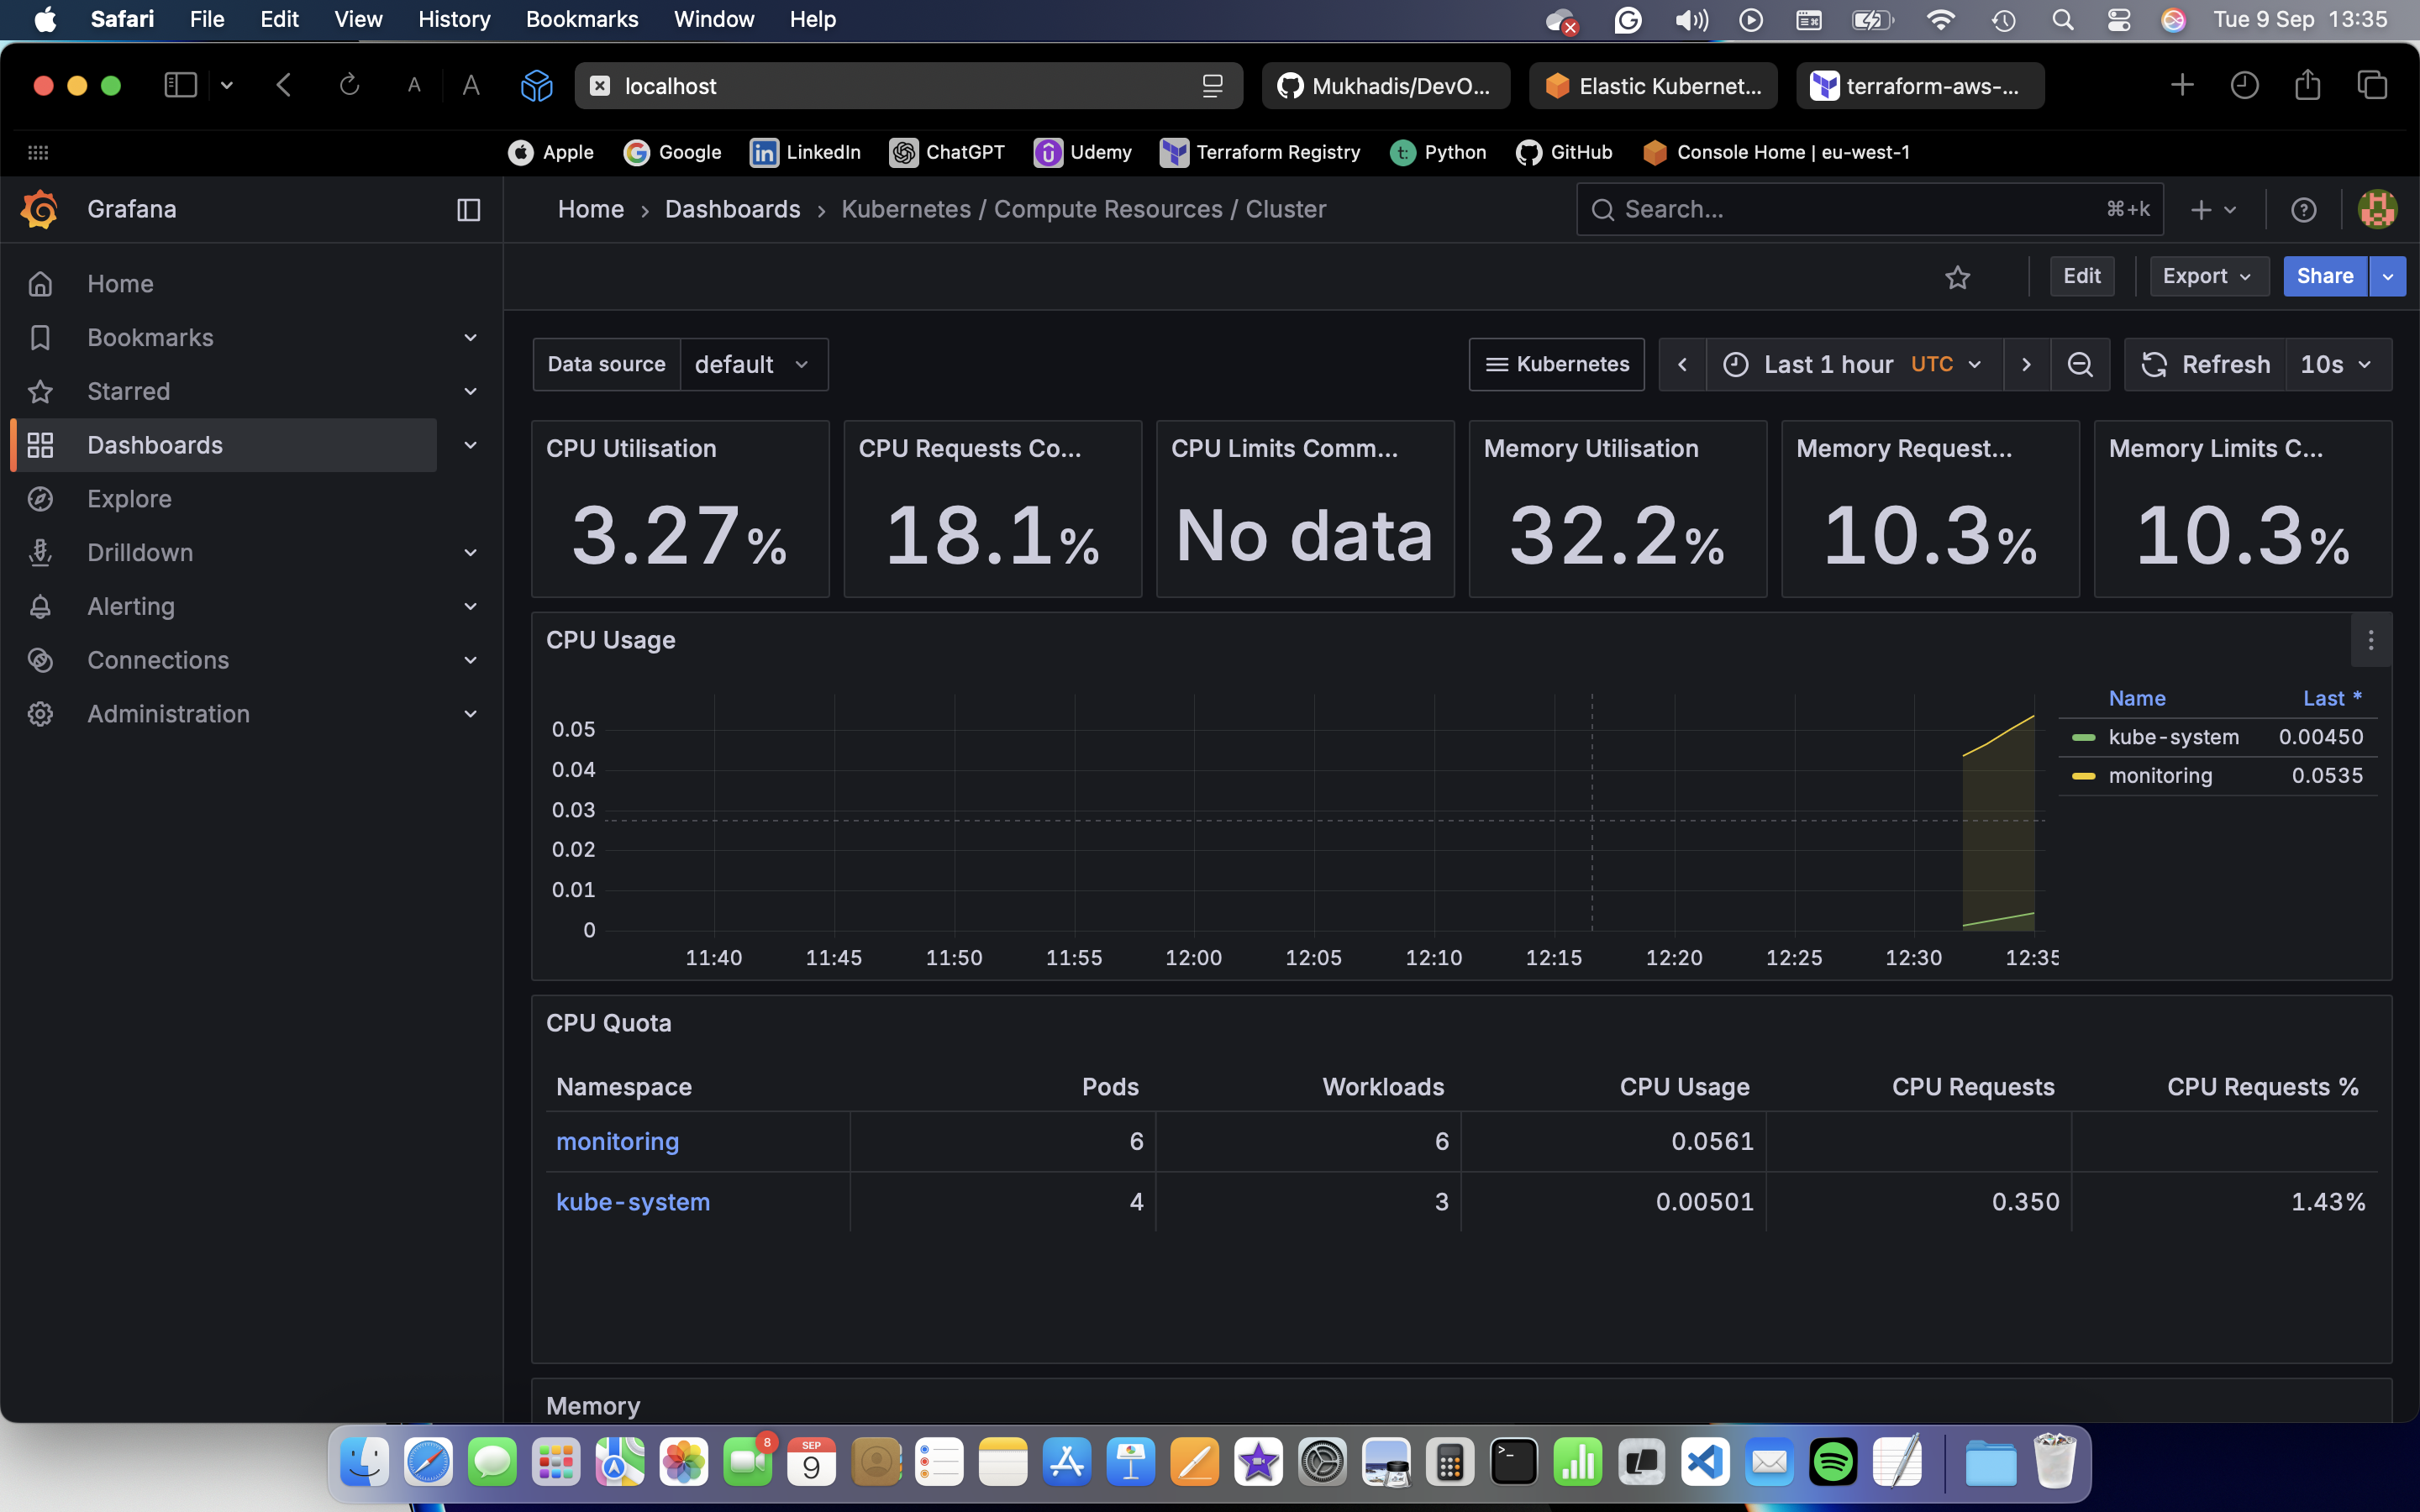 Safari File Edit View History Bookmarks Window Help Tue 9 Sep 13:35
A A localhost Mukhadis/DevO... Elastic Kubernet... terraform-aws-...
Apple Google in LinkedIn ChatGPT Udemy Terraform Registry t: Python GitHub Console Home | eu-west-1
Grafana Home › Dashboards › Kubernetes / Compute Resources / Cluster Search... ⌘+k
Edit Export Share
Home
Bookmarks
Starred
Dashboards
Explore
Drilldown
Alerting
Connections
Administration
Data source default Kubernetes Last 1 hour UTC Refresh 10s
CPU Utilisation CPU Requests Co... CPU Limits Comm... Memory Utilisation Memory Request... Memory Limits C...
3.27% 18.1% No data 32.2% 10.3% 10.3%
CPU Usage
0.05
0.04
0.03
0.02
0.01
0
11:40 11:45 11:50 11:55 12:00 12:05 12:10 12:15 12:20 12:25 12:30 12:35
Name Last *
kube-system 0.00450
monitoring 0.0535
CPU Quota
Namespace Pods Workloads CPU Usage CPU Requests CPU Requests %
monitoring 6 6 0.0561
kube-system 4 3 0.00501 0.350 1.43%
Memory
8 SEP 9